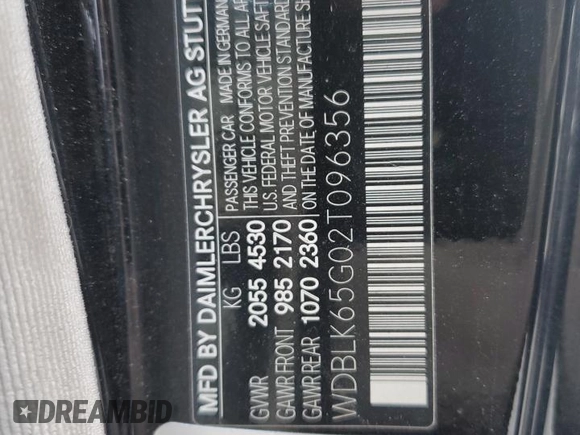 MFD BY DAIMLERCHRYSLER AG STUTT
KG LBS PASSENGER CAR MADE IN GERMANY
GVWR 2055 4530 THIS VEHICLE CONFORMS TO ALL AP
GAWR FRONT 985 2170 U.S. FEDERAL MOTOR VEHICLE SAFT
GAWR REAR 1070 2360 AND THEFT PREVENTION STANDARD
ON THE DATE OF MANUFACTURE SH
WDBLK65G02T096356
DREAMBID